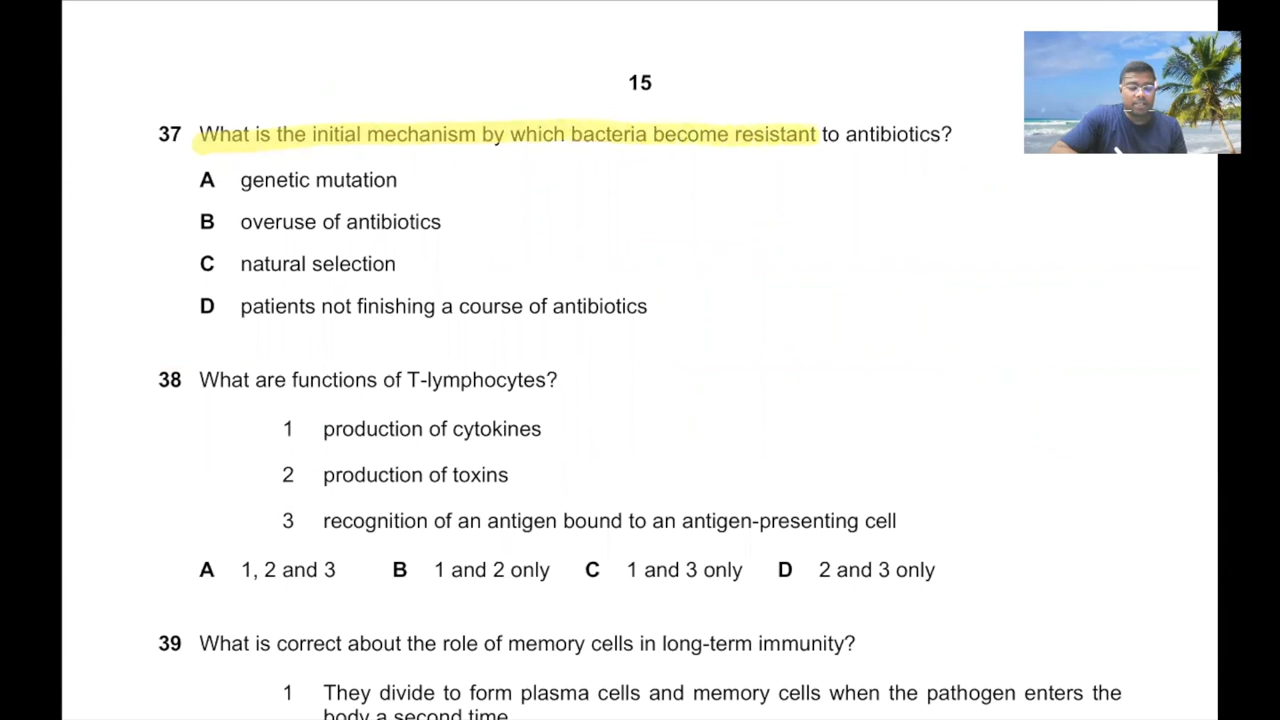 15
37 What is the initial mechanism by which bacteria become resistant to antibiotics?
A genetic mutation
B overuse of antibiotics
C natural selection
D patients not finishing a course of antibiotics
38 What are functions of T-lymphocytes?
1 production of cytokines
2 production of toxins
3 recognition of an antigen bound to an antigen-presenting cell
A 1, 2 and 3 B 1 and 2 only C 1 and 3 only D 2 and 3 only
39 What is correct about the role of memory cells in long-term immunity?
1 They divide to form plasma cells and memory cells when the pathogen enters the
body a second time